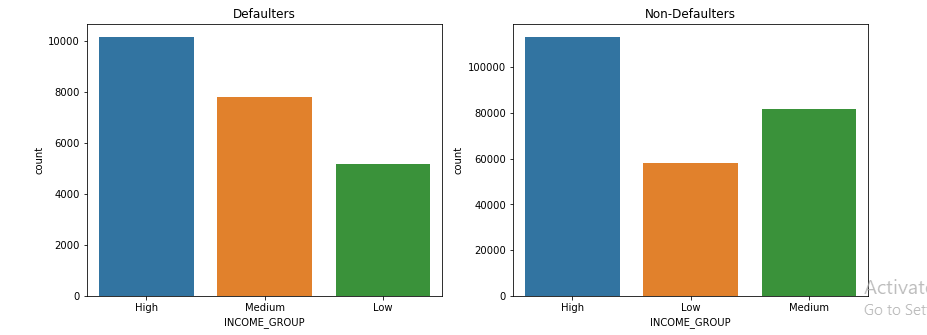 Defaulters
10000
8000
6000
4000
2000
0
count
High Medium Low
INCOME_GROUP
Non-Defaulters
100000
80000
60000
40000
20000
0
count
High Low Medium
INCOME_GROUP
Activate
Go to Set